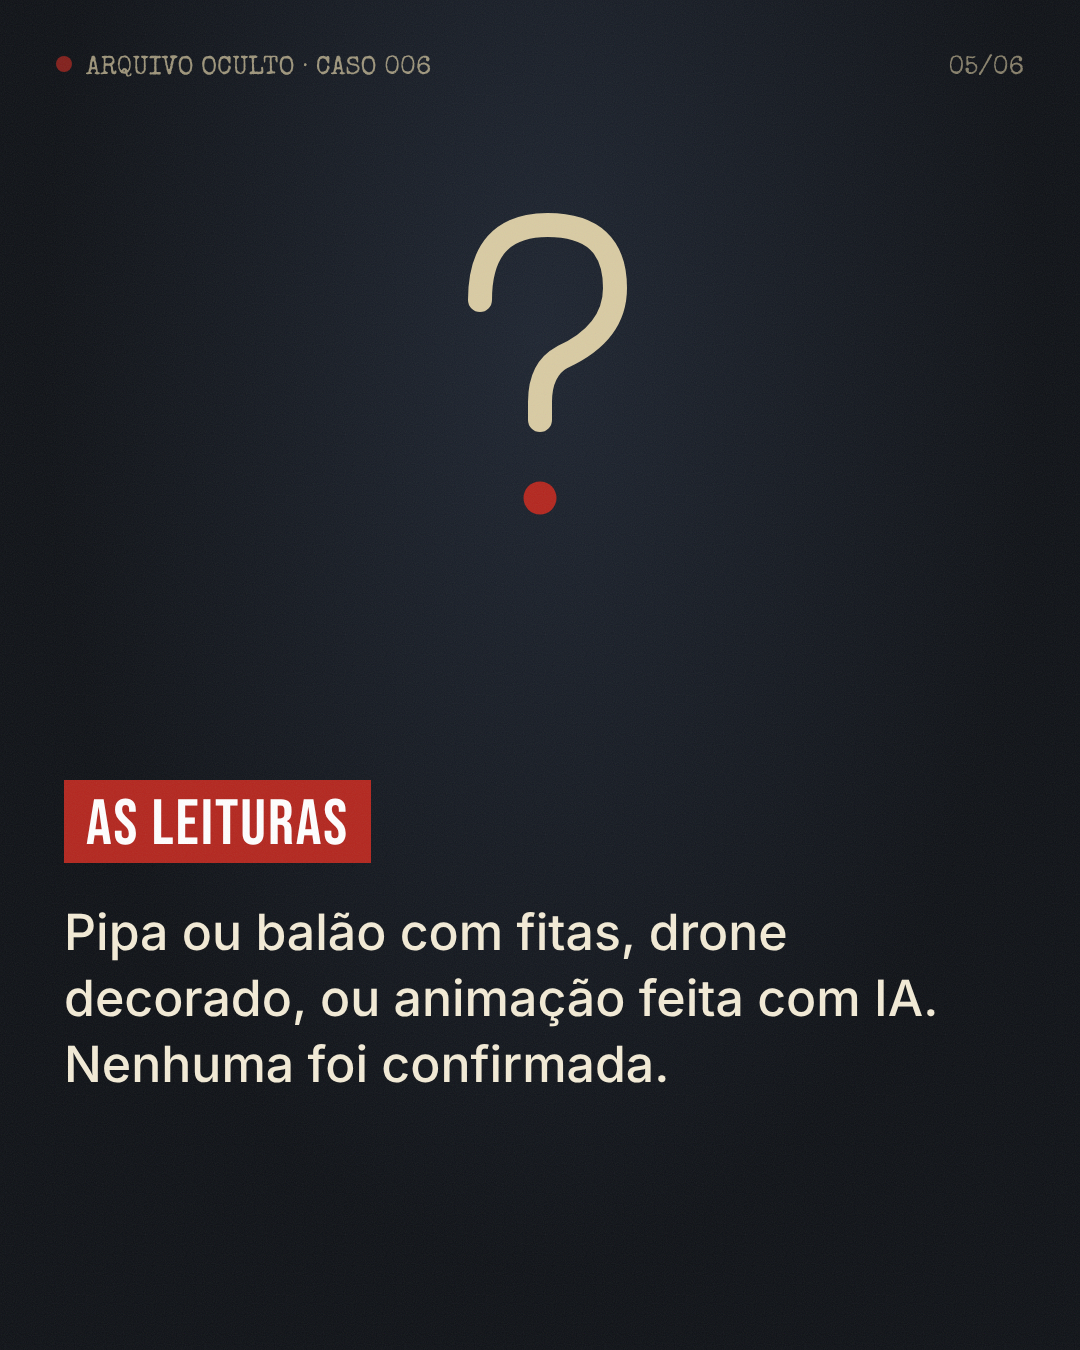 ARQUIVO OCULTO · CASO 006
05/06
?
AS LEITURAS
Pipa ou balão com fitas, drone
decorado, ou animação feita com IA.
Nenhuma foi confirmada.